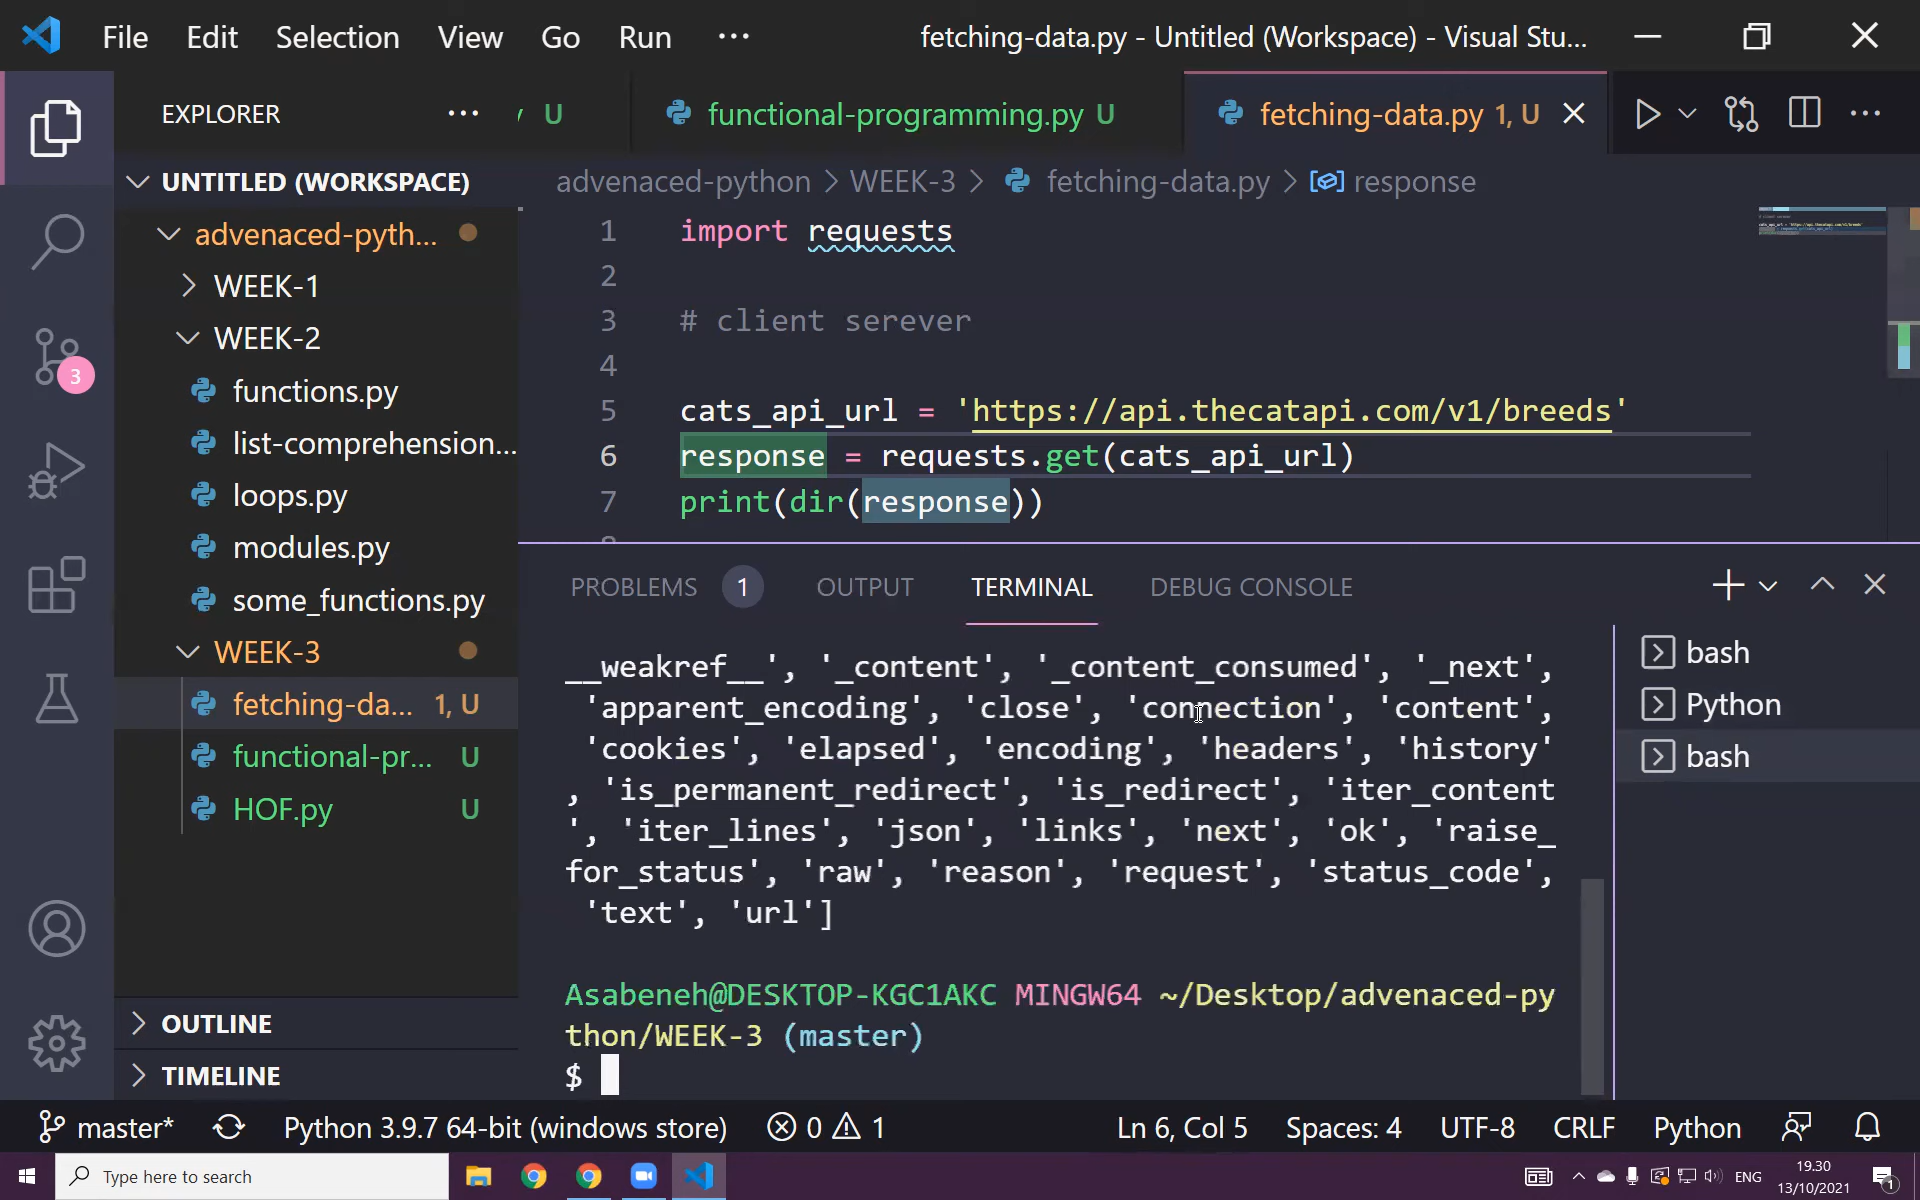 File Edit Selection View Go Run ··· fetching-data.py - Untitled (Workspace) - Visual Stu...
EXPLORER ··· y U functional-programming.py U fetching-data.py 1, U
UNTITLED (WORKSPACE)
advenaced-python > WEEK-3 > fetching-data.py > response
advenaced-pyth...
WEEK-1
WEEK-2
functions.py
list-comprehension...
loops.py
modules.py
some_functions.py
WEEK-3
fetching-da... 1, U
functional-pr... U
HOF.py U
OUTLINE
TIMELINE
3
1 import requests
2
3 # client serever
4
5 cats_api_url = 'https://api.thecatapi.com/v1/breeds'
6 response = requests.get(cats_api_url)
7 print(dir(response))
PROBLEMS 1 OUTPUT TERMINAL DEBUG CONSOLE
__weakref__', '_content', '_content_consumed', '_next',
'apparent_encoding', 'close', 'connection', 'content',
'cookies', 'elapsed', 'encoding', 'headers', 'history'
, 'is_permanent_redirect', 'is_redirect', 'iter_content
', 'iter_lines', 'json', 'links', 'next', 'ok', 'raise_
for_status', 'raw', 'reason', 'request', 'status_code',
'text', 'url']
Asabeneh@DESKTOP-KGC1AKC MINGW64 ~/Desktop/advenaced-py
thon/WEEK-3 (master)
$
bash
Python
bash
master* Python 3.9.7 64-bit (windows store) 0 1 Ln 6, Col 5 Spaces: 4 UTF-8 CRLF Python
Type here to search ENG 19.30
13/10/2021 1